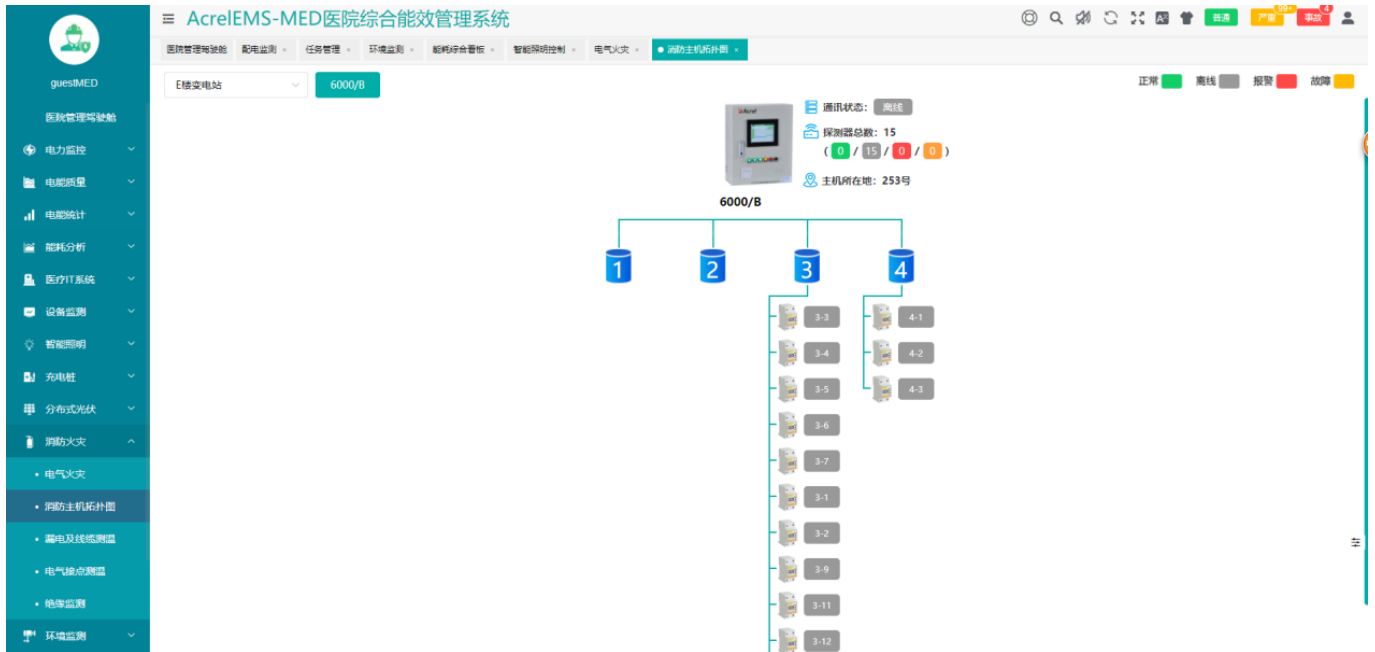 AcrelEMS-MED医院综合能效管理系统
普通
严重
99+
事故
4
guestMED
医院管理驾驶舱
配电监测 ×
任务管理 ×
环境监测 ×
能耗综合看板 ×
智能照明控制 ×
电气火灾 ×
消防主机拓扑图 ×
E楼变电站
6000/B
正常
离线
报警
故障
医院管理驾驶舱
电力监控
电能质量
电能统计
能耗分析
医疗IT系统
设备监测
智能照明
充电桩
分布式光伏
消防火灾
电气火灾
消防主机拓扑图
漏电及线缆测温
电气接点测温
绝缘监测
环境监测
通讯状态: 离线
探测器总数: 15
( 0 / 15 / 0 / 0 )
主机所在地: 253号
6000/B
1
2
3
4
3-3
4-1
3-4
4-2
3-5
4-3
3-6
3-7
3-1
3-2
3-9
3-11
3-12